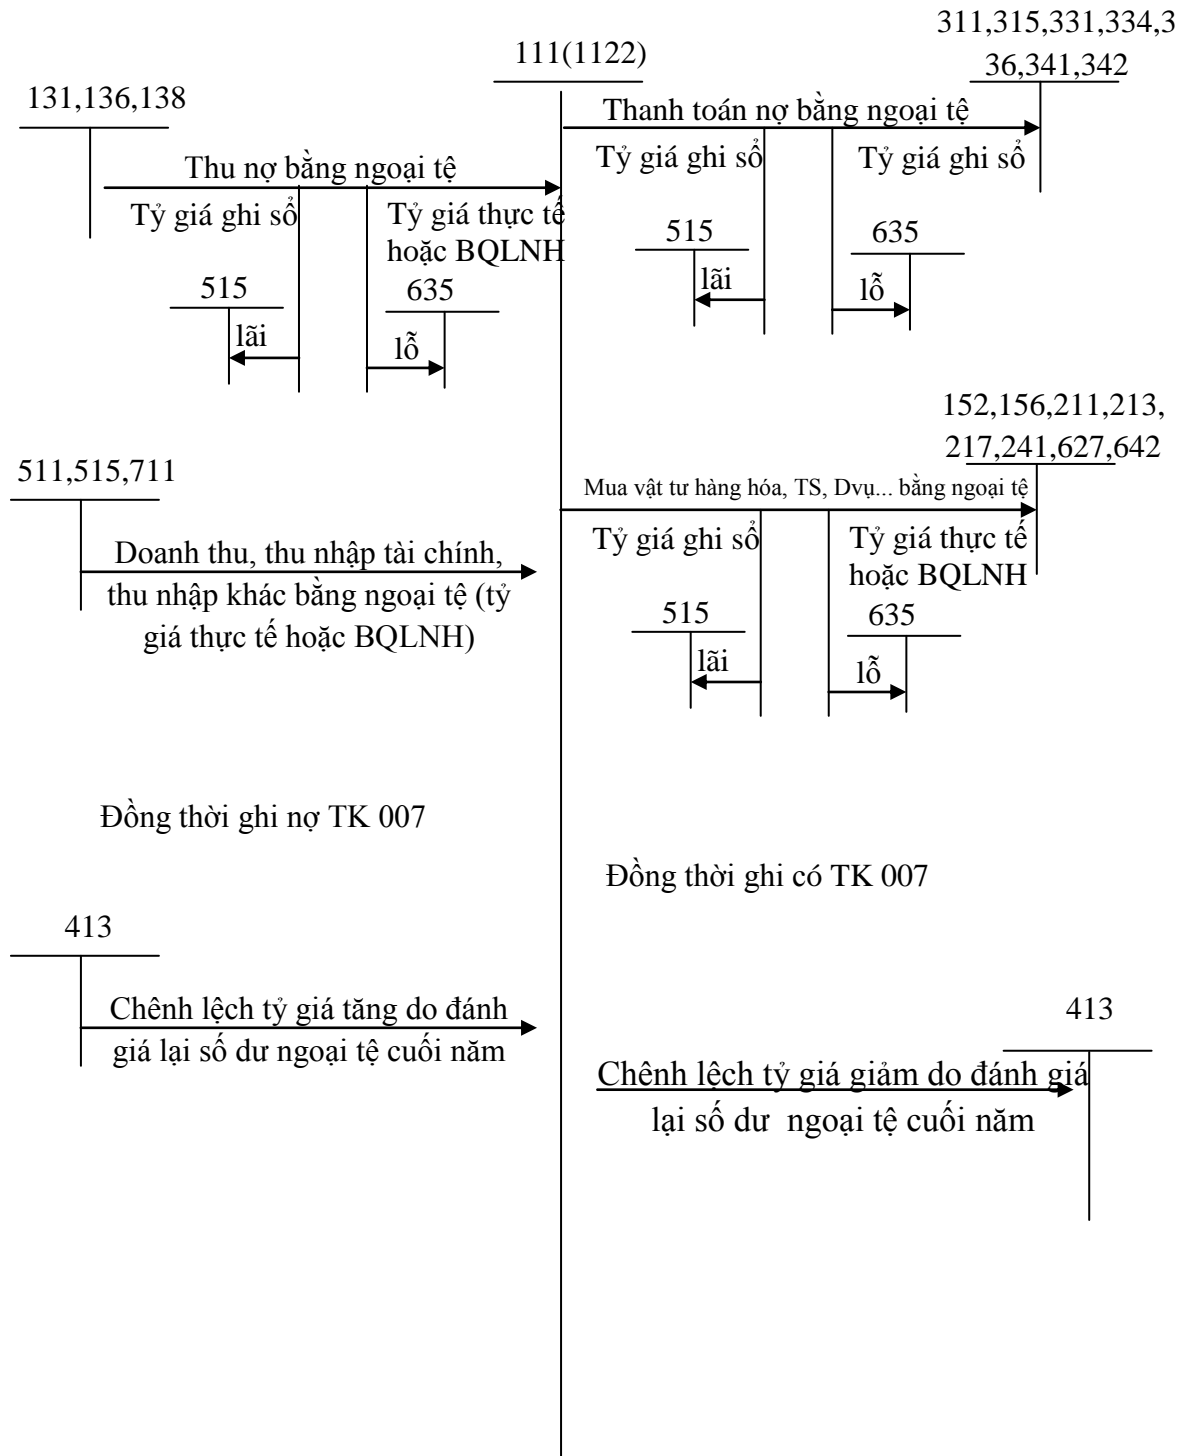 311,315,331,334,3
36,341,342
111(1122)
131,136,138
Thanh toán nợ bằng ngoại tệ
Tỷ giá ghi sổ
Tỷ giá ghi sổ
Thu nợ bằng ngoại tệ
Tỷ giá ghi sổ
Tỷ giá thực tế
hoặc BQLNH
515
635
lãi
lỗ
515
635
lãi
lỗ
152,156,211,213,
217,241,627,642
511,515,711
Mua vật tư hàng hóa, TS, Dvụ... bằng ngoại tệ
Tỷ giá ghi sổ
Tỷ giá thực tế
hoặc BQLNH
Doanh thu, thu nhập tài chính,
thu nhập khác bằng ngoại tệ (tỷ
giá thực tế hoặc BQLNH)
515
635
lãi
lỗ
Đồng thời ghi nợ TK 007
Đồng thời ghi có TK 007
413
Chênh lệch tỷ giá tăng do đánh
giá lại số dư ngoại tệ cuối năm
413
Chênh lệch tỷ giá giảm do đánh giá
lại số dư ngoại tệ cuối năm